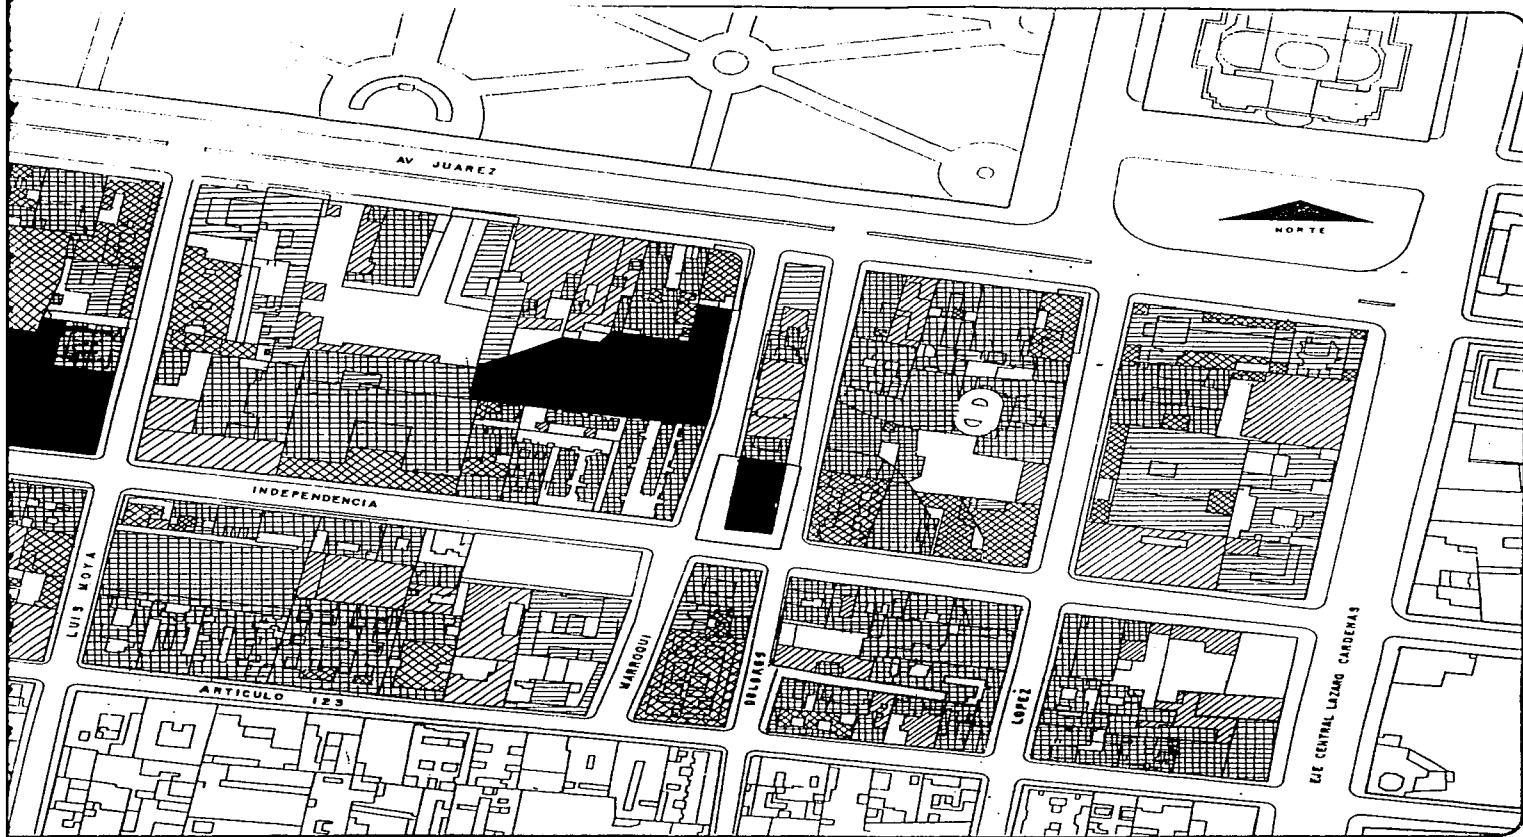 AV JUAREZ
NORTE
INDEPENDENCIA
LUIS MOYA
ARTICULO 123
MARROQUI
DOLORES
LOPEZ
EJE CENTRAL LAZARO CARDENAS